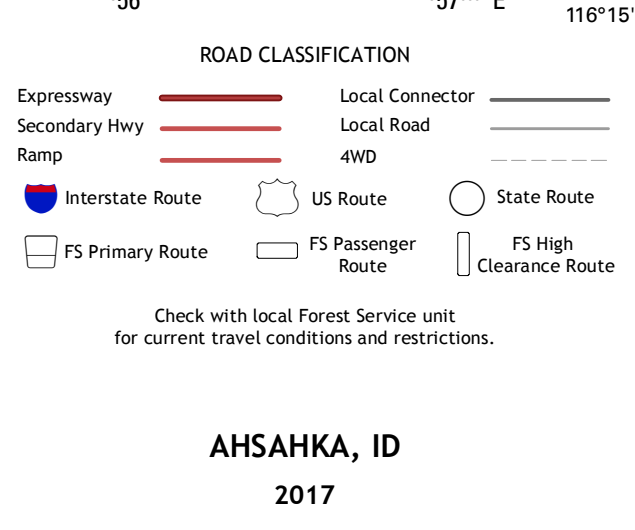 116°15'
ROAD CLASSIFICATION
Expressway
Local Connector
Secondary Hwy
Local Road
Ramp
4WD
Interstate Route
US Route
State Route
FS Primary Route
FS Passenger
Route
FS High
Clearance Route
Check with local Forest Service unit
for current travel conditions and restrictions.
AHSAHKA, ID
2017